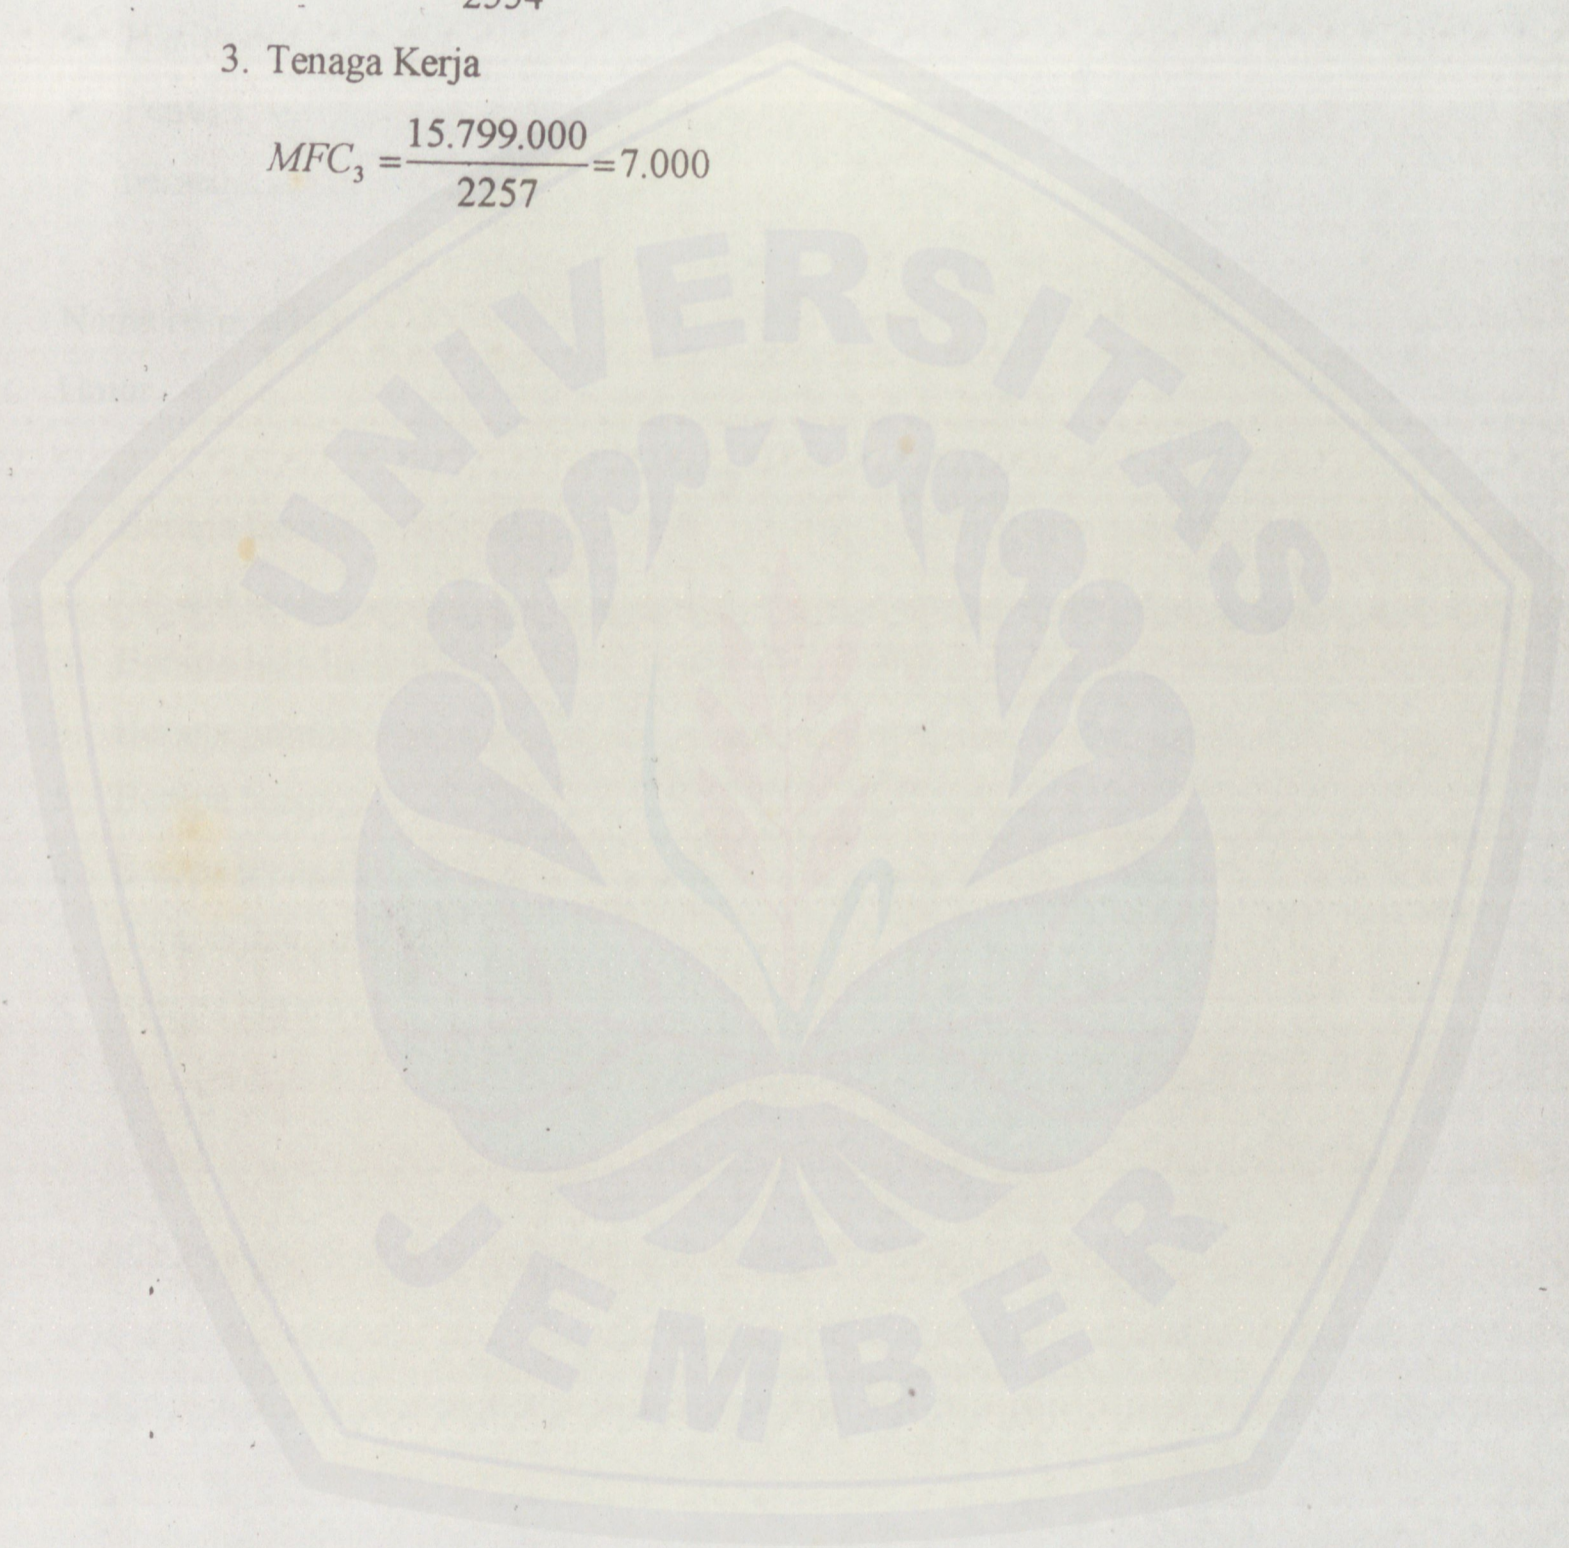 3. Tenaga Kerja
MFC₃ = 15.799.000 / 2257 = 7.000
UNIVERSITAS
JEMBER